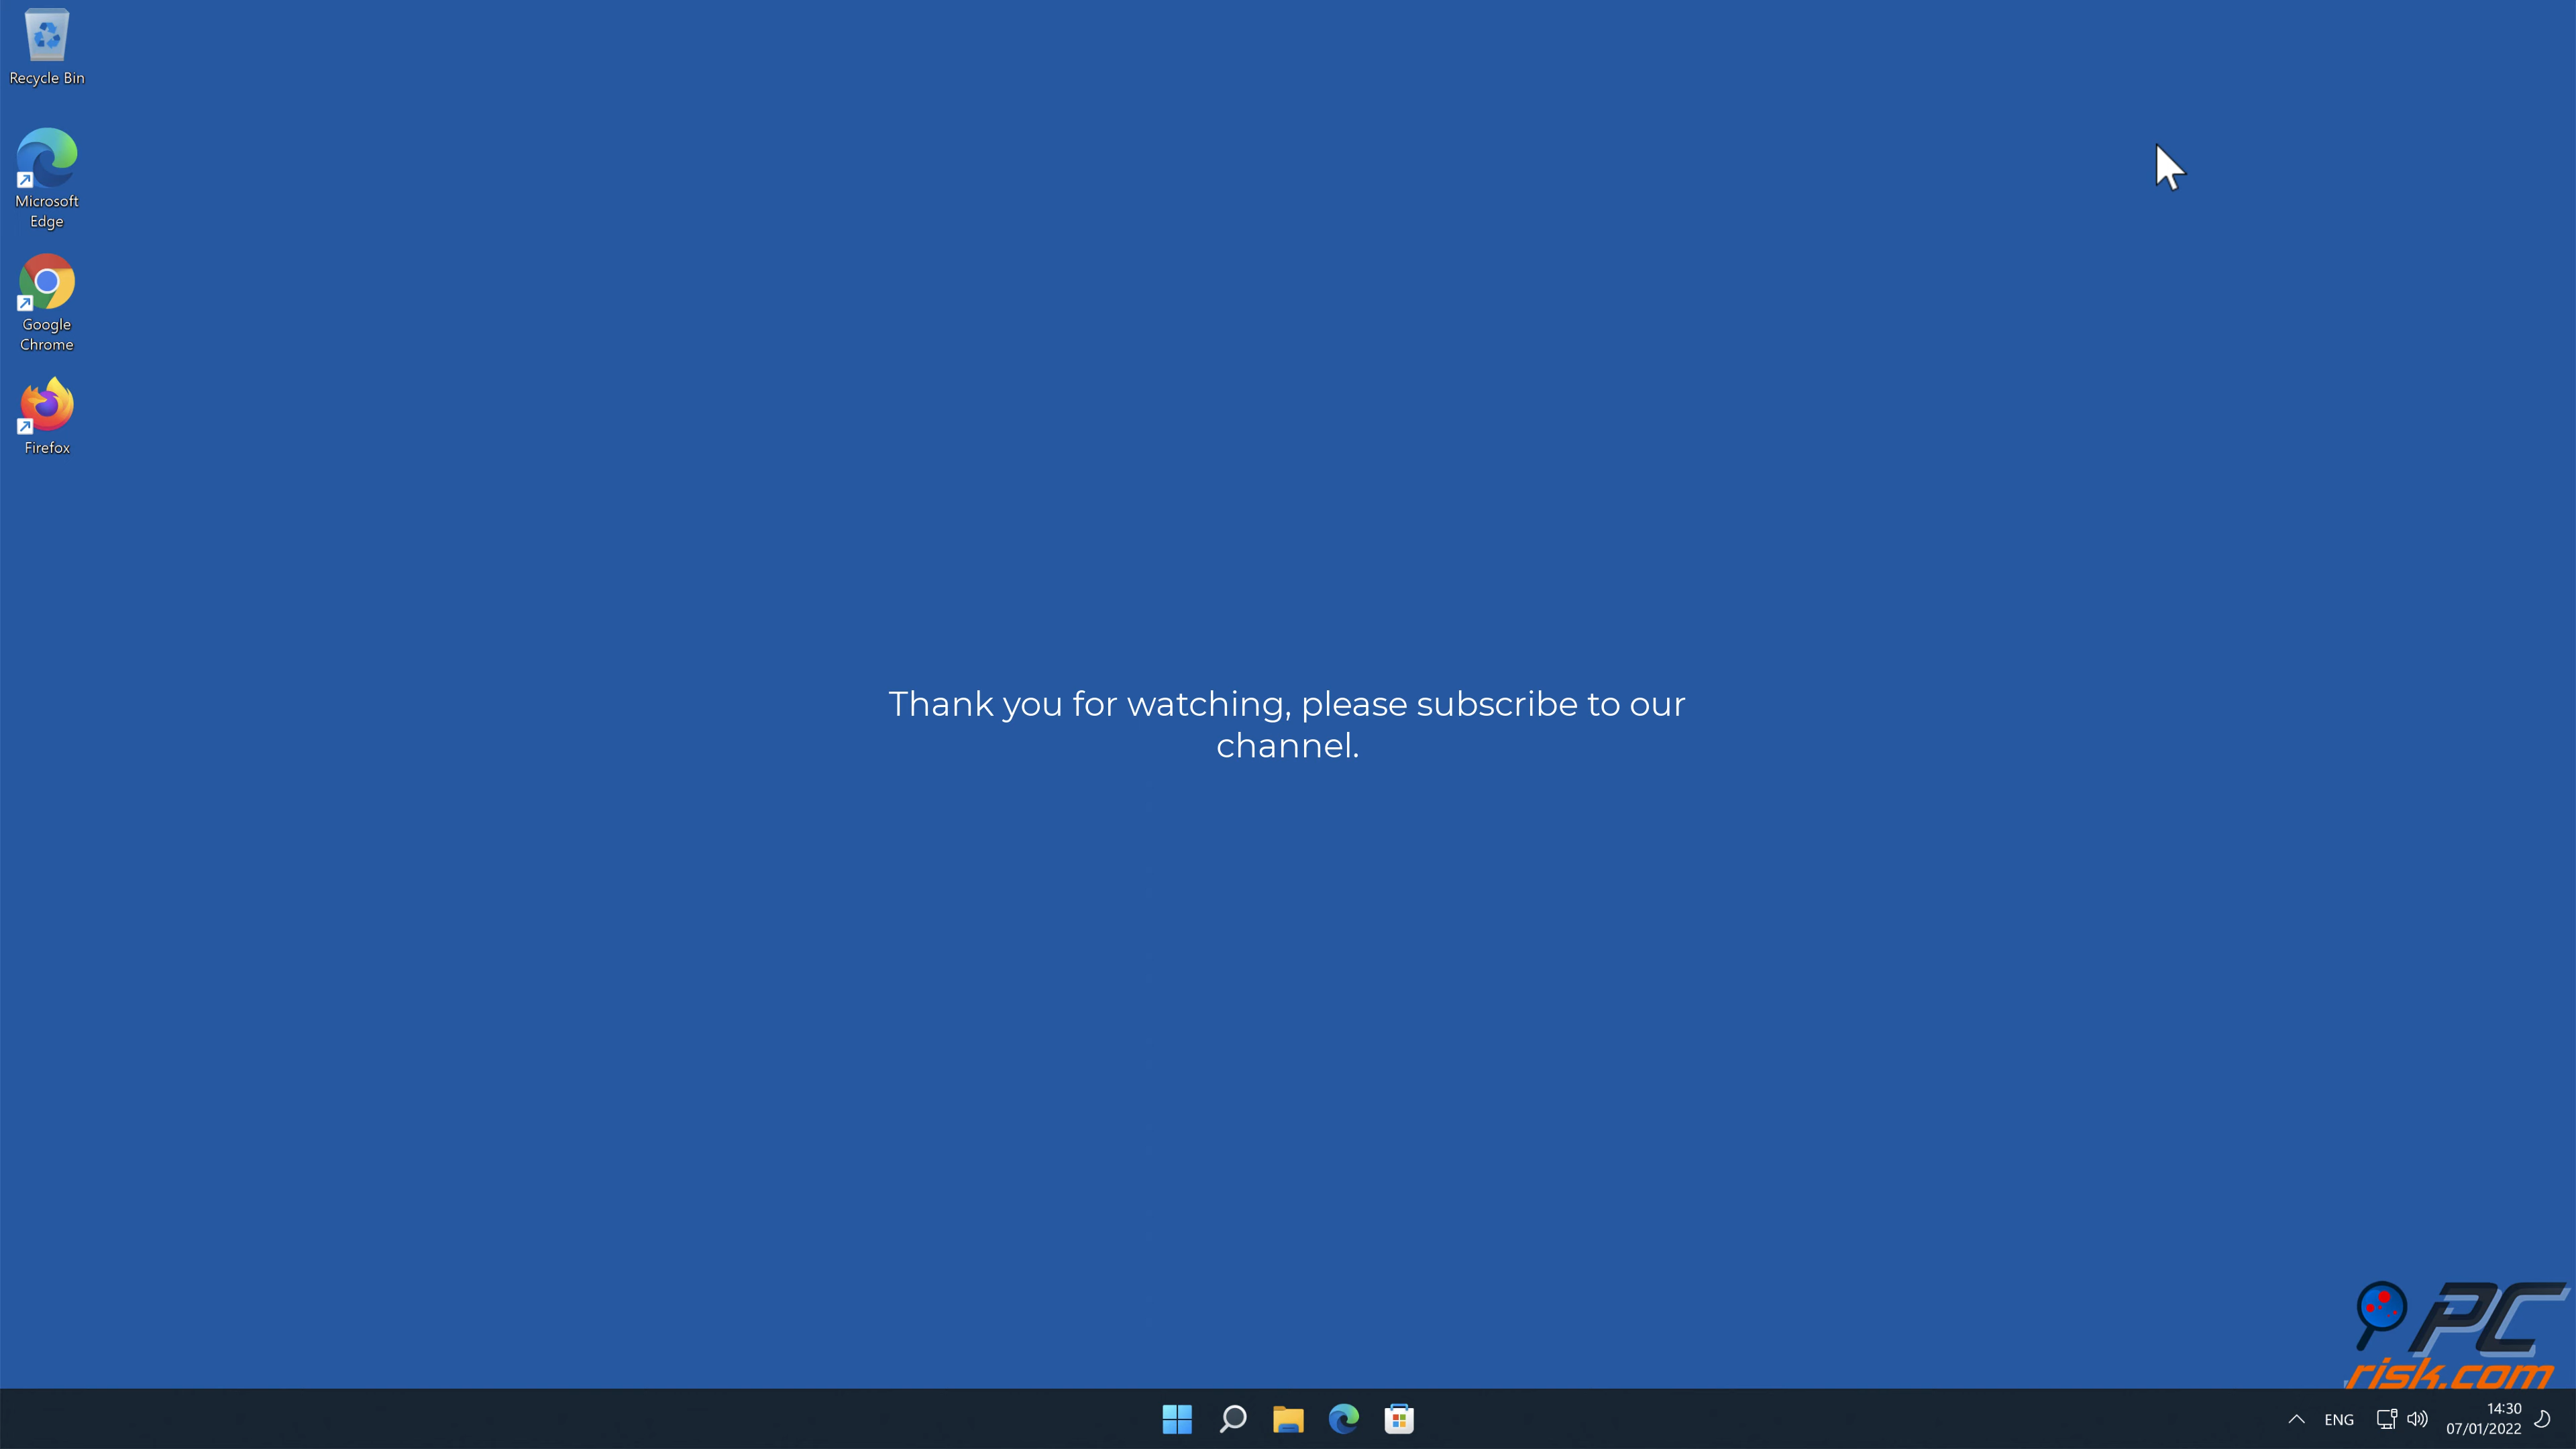 Recycle Bin
Microsoft
Edge
Google
Chrome
Firefox
Thank you for watching, please subscribe to our
channel.
PC
risk.com
ENG
14:30
07/01/2022